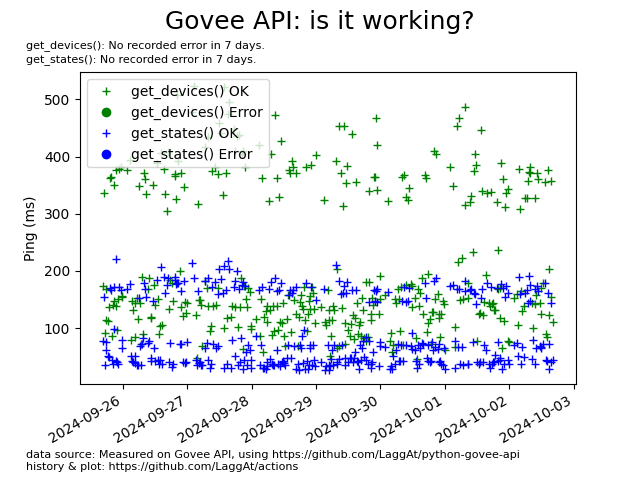 Govee API: is it working?
get_devices(): No recorded error in 7 days.
get_states(): No recorded error in 7 days.
get_devices() OK
get_devices() Error
get_states() OK
get_states() Error
Ping (ms)
500
400
300
200
100
2024-09-26
2024-09-27
2024-09-28
2024-09-29
2024-09-30
2024-10-01
2024-10-02
2024-10-03
data source: Measured on Govee API, using https://github.com/LaggAt/python-govee-api
history & plot: https://github.com/LaggAt/actions